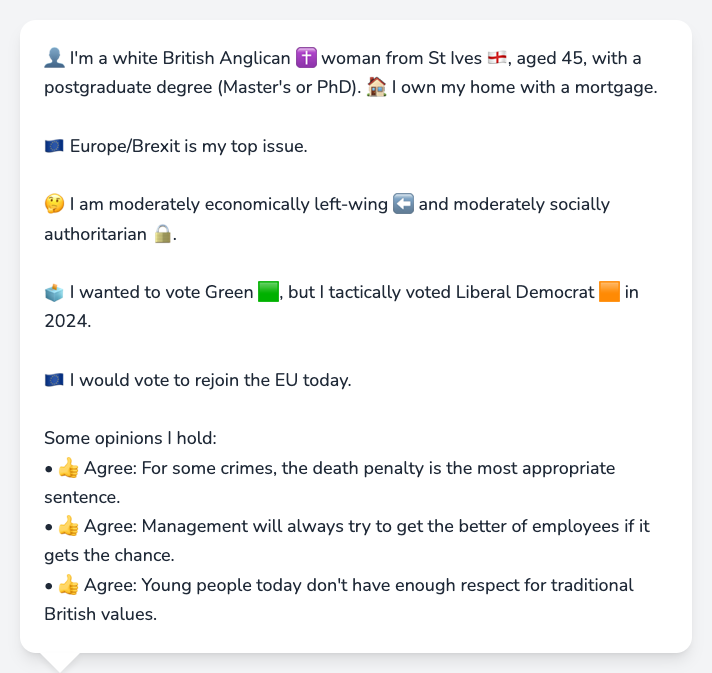 👤 I'm a white British Anglican ✝️ woman from St Ives 🏴󠁧󠁢󠁥󠁮󠁧󠁿, aged 45, with a
postgraduate degree (Master's or PhD). 🏠 I own my home with a mortgage.
🇪🇺 Europe/Brexit is my top issue.
🤔 I am moderately economically left-wing ⬅️ and moderately socially
authoritarian 🔒.
🗳️ I wanted to vote Green 🟩, but I tactically voted Liberal Democrat 🟧 in
2024.
🇪🇺 I would vote to rejoin the EU today.
Some opinions I hold:
• 👍 Agree: For some crimes, the death penalty is the most appropriate
sentence.
• 👍 Agree: Management will always try to get the better of employees if it
gets the chance.
• 👍 Agree: Young people today don't have enough respect for traditional
British values.